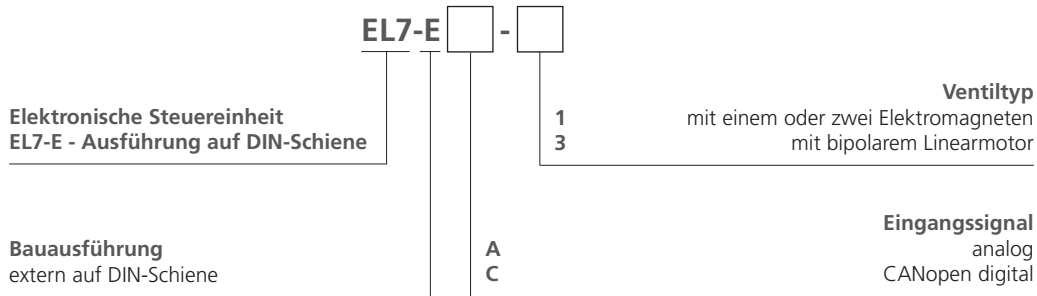 EL7-E -
Elektronische Steuereinheit
EL7-E - Ausführung auf DIN-Schiene
Ventiltyp
1 mit einem oder zwei Elektromagneten
3 mit bipolarem Linearmotor
Bauausführung
extern auf DIN-Schiene
Eingangssignal
A analog
C CANopen digital